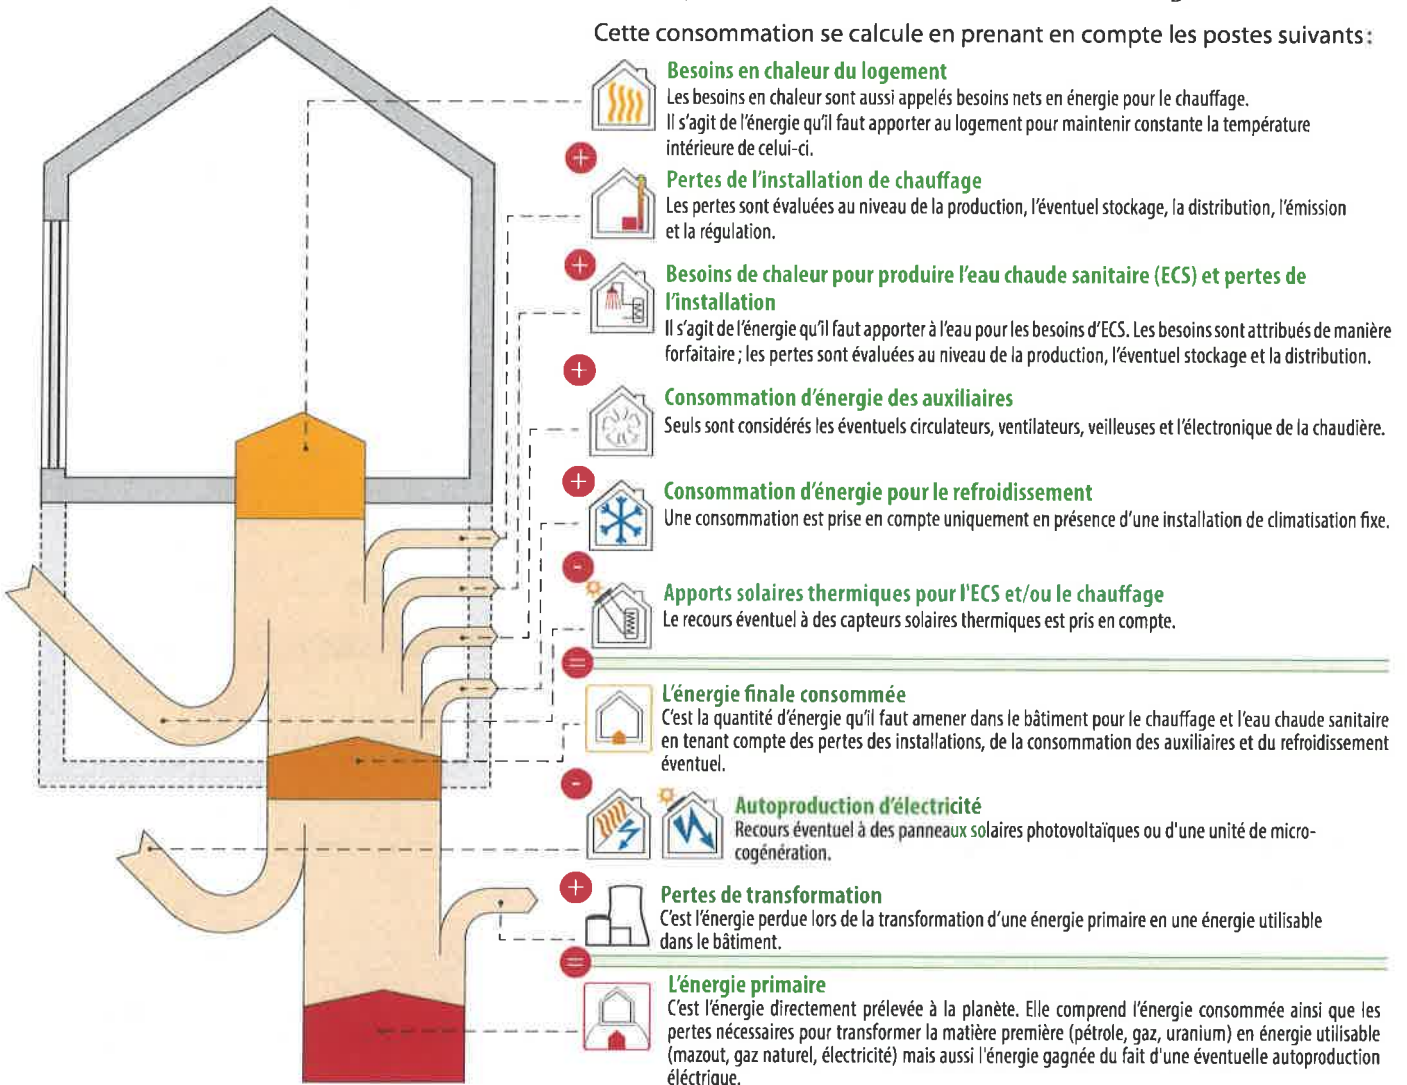 Cette consommation se calcule en prenant en compte les postes suivants :
Besoins en chaleur du logement
Les besoins en chaleur sont aussi appelés besoins nets en énergie pour le chauffage.
Il s'agit de l'énergie qu'il faut apporter au logement pour maintenir constante la température
intérieure de celui-ci.
+
Pertes de l'installation de chauffage
Les pertes sont évaluées au niveau de la production, l'éventuel stockage, la distribution, l'émission
et la régulation.
+
Besoins de chaleur pour produire l'eau chaude sanitaire (ECS) et pertes de
l'installation
Il s'agit de l'énergie qu'il faut apporter à l'eau pour les besoins d'ECS. Les besoins sont attribués de manière
forfaitaire ; les pertes sont évaluées au niveau de la production, l'éventuel stockage et la distribution.
+
Consommation d'énergie des auxiliaires
Seuls sont considérés les éventuels circulateurs, ventilateurs, veilleuses et l'électronique de la chaudière.
+
Consommation d'énergie pour le refroidissement
Une consommation est prise en compte uniquement en présence d'une installation de climatisation fixe.
-
Apports solaires thermiques pour l'ECS et/ou le chauffage
Le recours éventuel à des capteurs solaires thermiques est pris en compte.
=
L'énergie finale consommée
C'est la quantité d'énergie qu'il faut amener dans le bâtiment pour le chauffage et l'eau chaude sanitaire
en tenant compte des pertes des installations, de la consommation des auxiliaires et du refroidissement
éventuel.
-
Autoproduction d'électricité
Recours éventuel à des panneaux solaires photovoltaïques ou d'une unité de micro-
cogénération.
+
Pertes de transformation
C'est l'énergie perdue lors de la transformation d'une énergie primaire en une énergie utilisable
dans le bâtiment.
=
L'énergie primaire
C'est l'énergie directement prélevée à la planète. Elle comprend l'énergie consommée ainsi que les
pertes nécessaires pour transformer la matière première (pétrole, gaz, uranium) en énergie utilisable
(mazout, gaz naturel, électricité) mais aussi l'énergie gagnée du fait d'une éventuelle autoproduction
éléctrique.